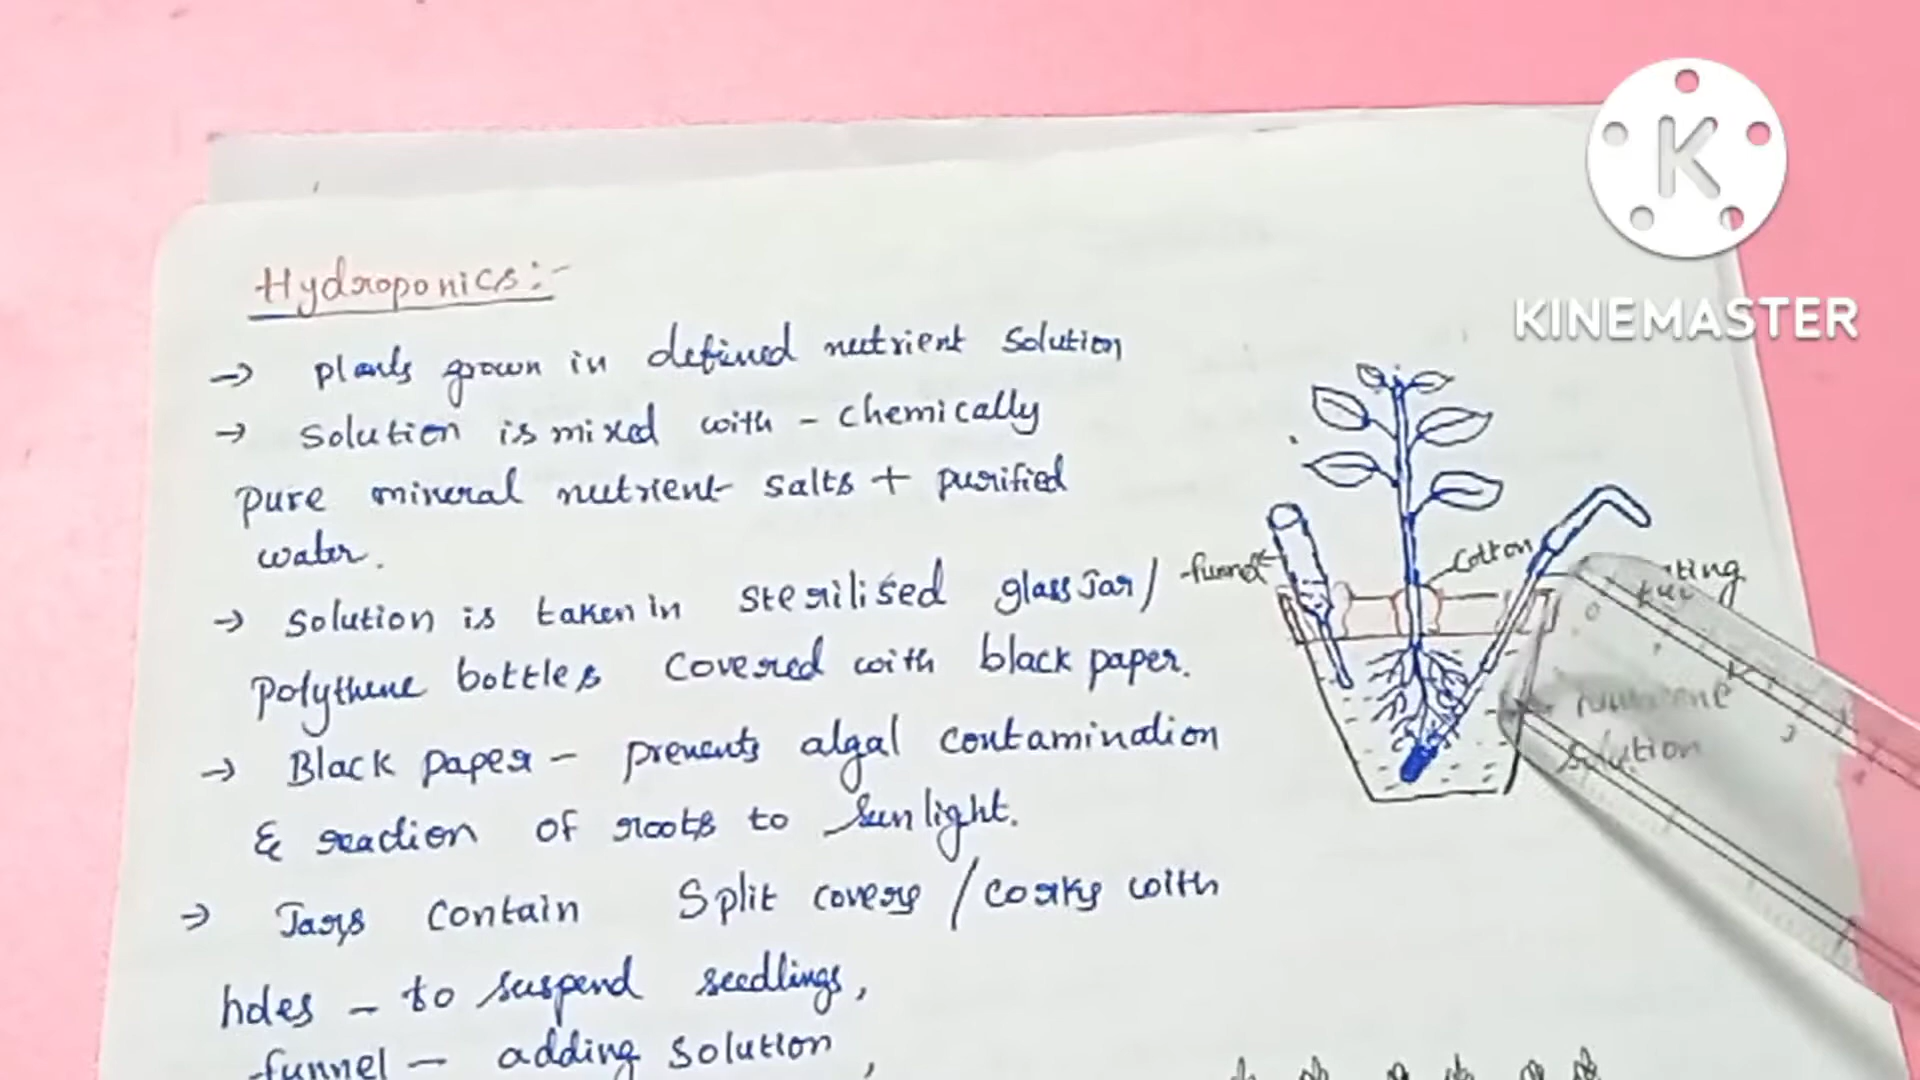 K
KINEMASTER
Hydroponics:-
→ plants grown in defined nutrient solution
→ solution is mixed with - chemically
pure mineral nutrient salts + purified
water.
→ solution is taken in sterilised glass Jar/
polythene bottles covered with black paper.
→ Black paper - prevents algal contamination
& reaction of roots to sunlight.
→ Jars contain split covers / corks with
holes - to suspend seedlings,
funnel - adding solution,
funnel
cotton
solution